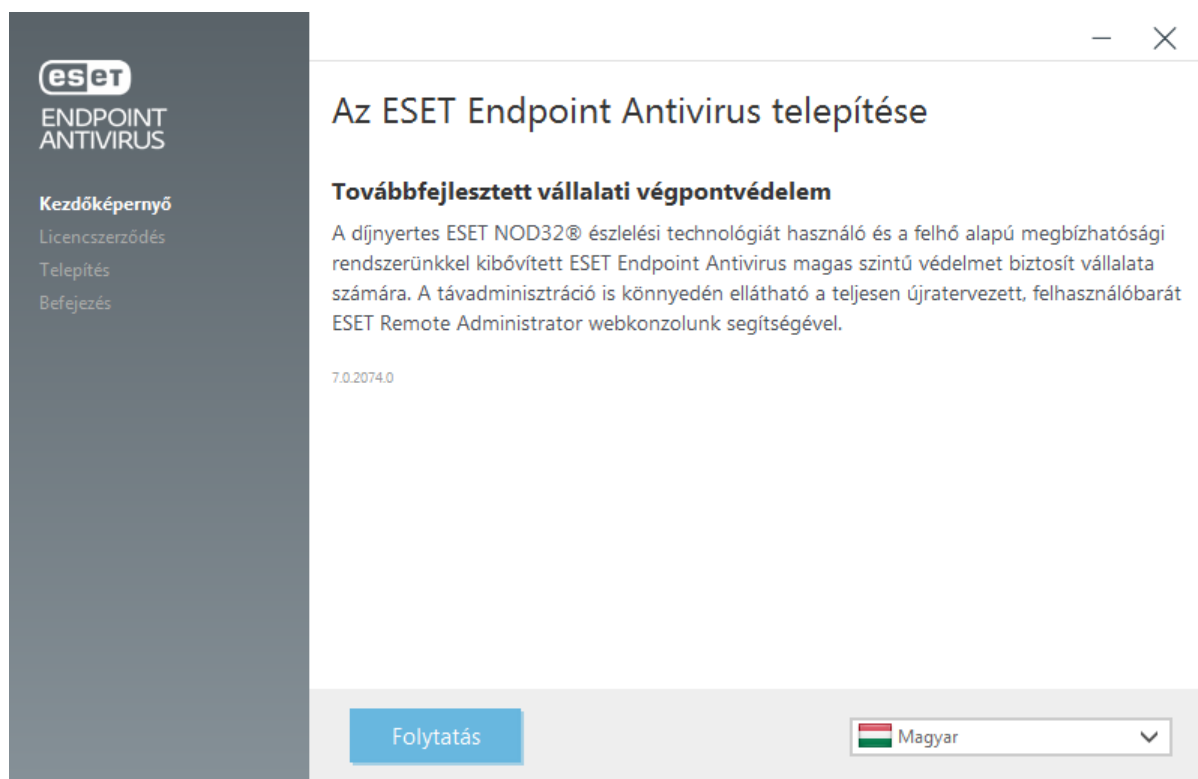 eset
ENDPOINT
ANTIVIRUS
Kezdőképernyő
Licencszerződés
Telepítés
Befejezés
Az ESET Endpoint Antivirus telepítése
Továbbfejlesztett vállalati végpontvédelem
A díjnyertes ESET NOD32® észlelési technológiát használó és a felhő alapú megbízhatósági
rendszerünkkel kibővített ESET Endpoint Antivirus magas szintű védelmet biztosít vállalata
számára. A távadminisztráció is könnyedén ellátható a teljesen újratervezett, felhasználóbarát
ESET Remote Administrator webkonzolunk segítségével.
7.0.2074.0
Folytatás
Magyar